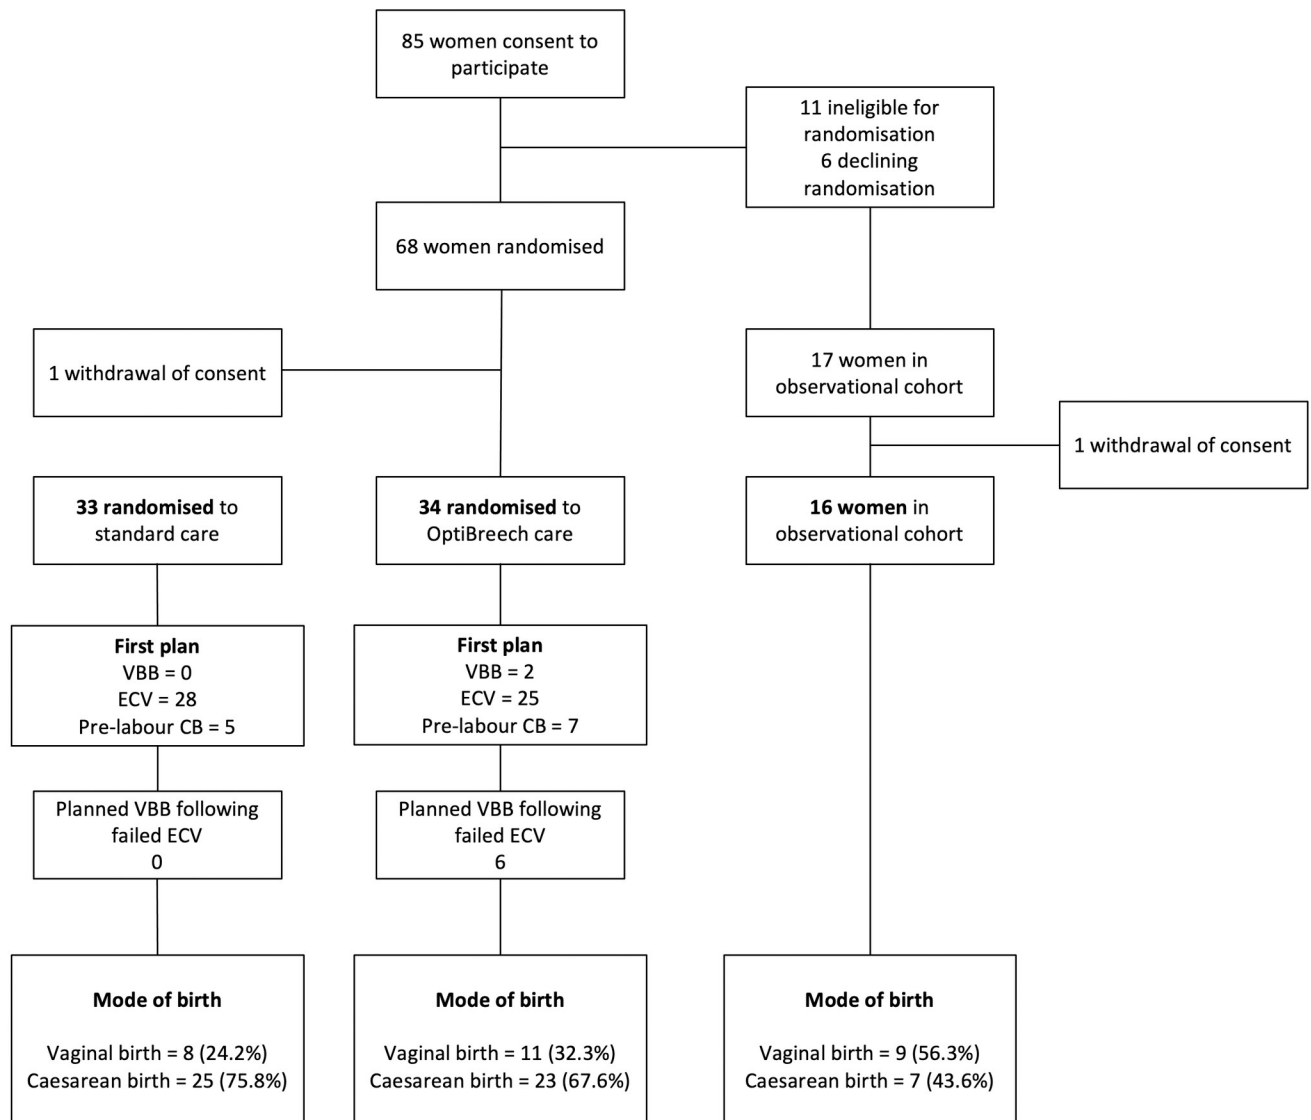 85 women consent to
participate
11 ineligible for
randomisation
6 declining
randomisation
68 women randomised
1 withdrawal of consent
17 women in
observational cohort
1 withdrawal of consent
33 randomised to
standard care
34 randomised to
OptiBreech care
16 women in
observational cohort
First plan
VBB = 0
ECV = 28
Pre-labour CB = 5
First plan
VBB = 2
ECV = 25
Pre-labour CB = 7
Planned VBB following
failed ECV
0
Planned VBB following
failed ECV
6
Mode of birth
Vaginal birth = 8 (24.2%)
Caesarean birth = 25 (75.8%)
Mode of birth
Vaginal birth = 11 (32.3%)
Caesarean birth = 23 (67.6%)
Mode of birth
Vaginal birth = 9 (56.3%)
Caesarean birth = 7 (43.6%)